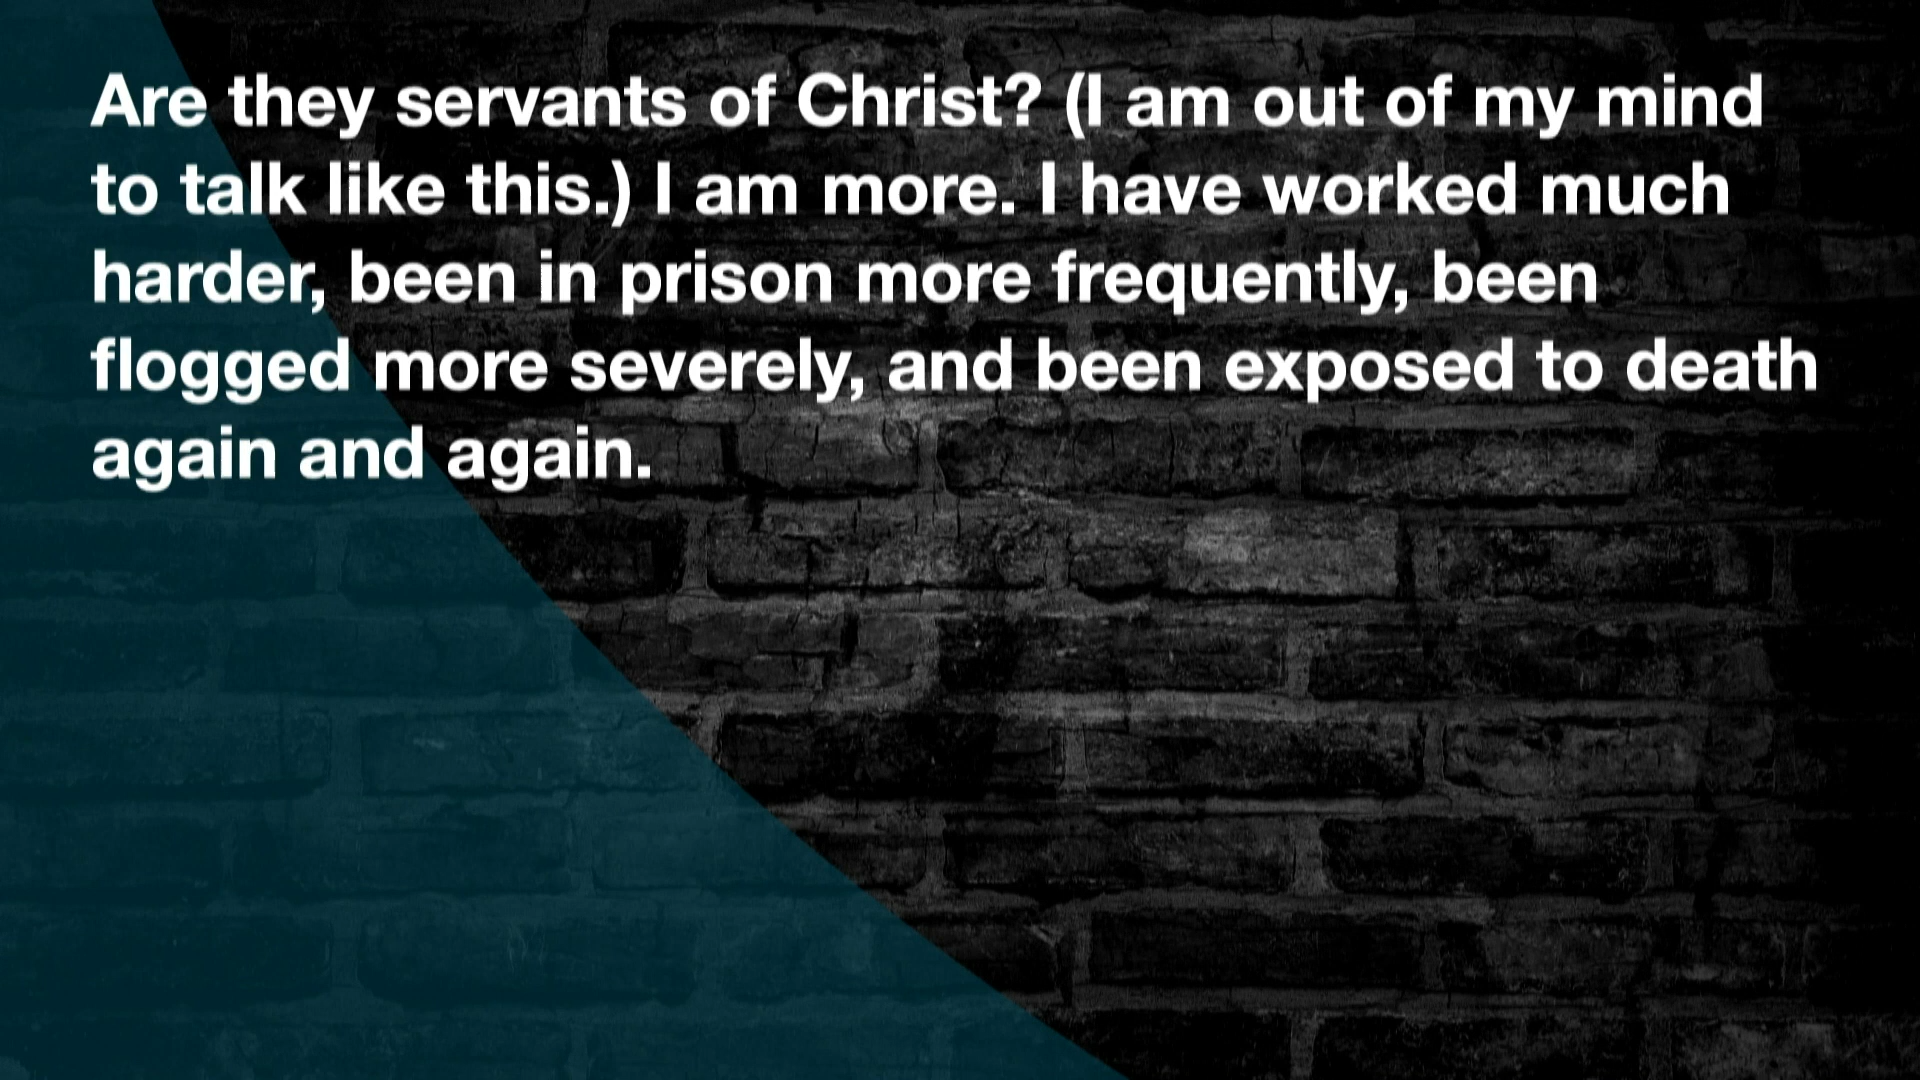 Are they servants of Christ? (I am out of my mind
to talk like this.) I am more. I have worked much
harder, been in prison more frequently, been
flogged more severely, and been exposed to death
again and again.